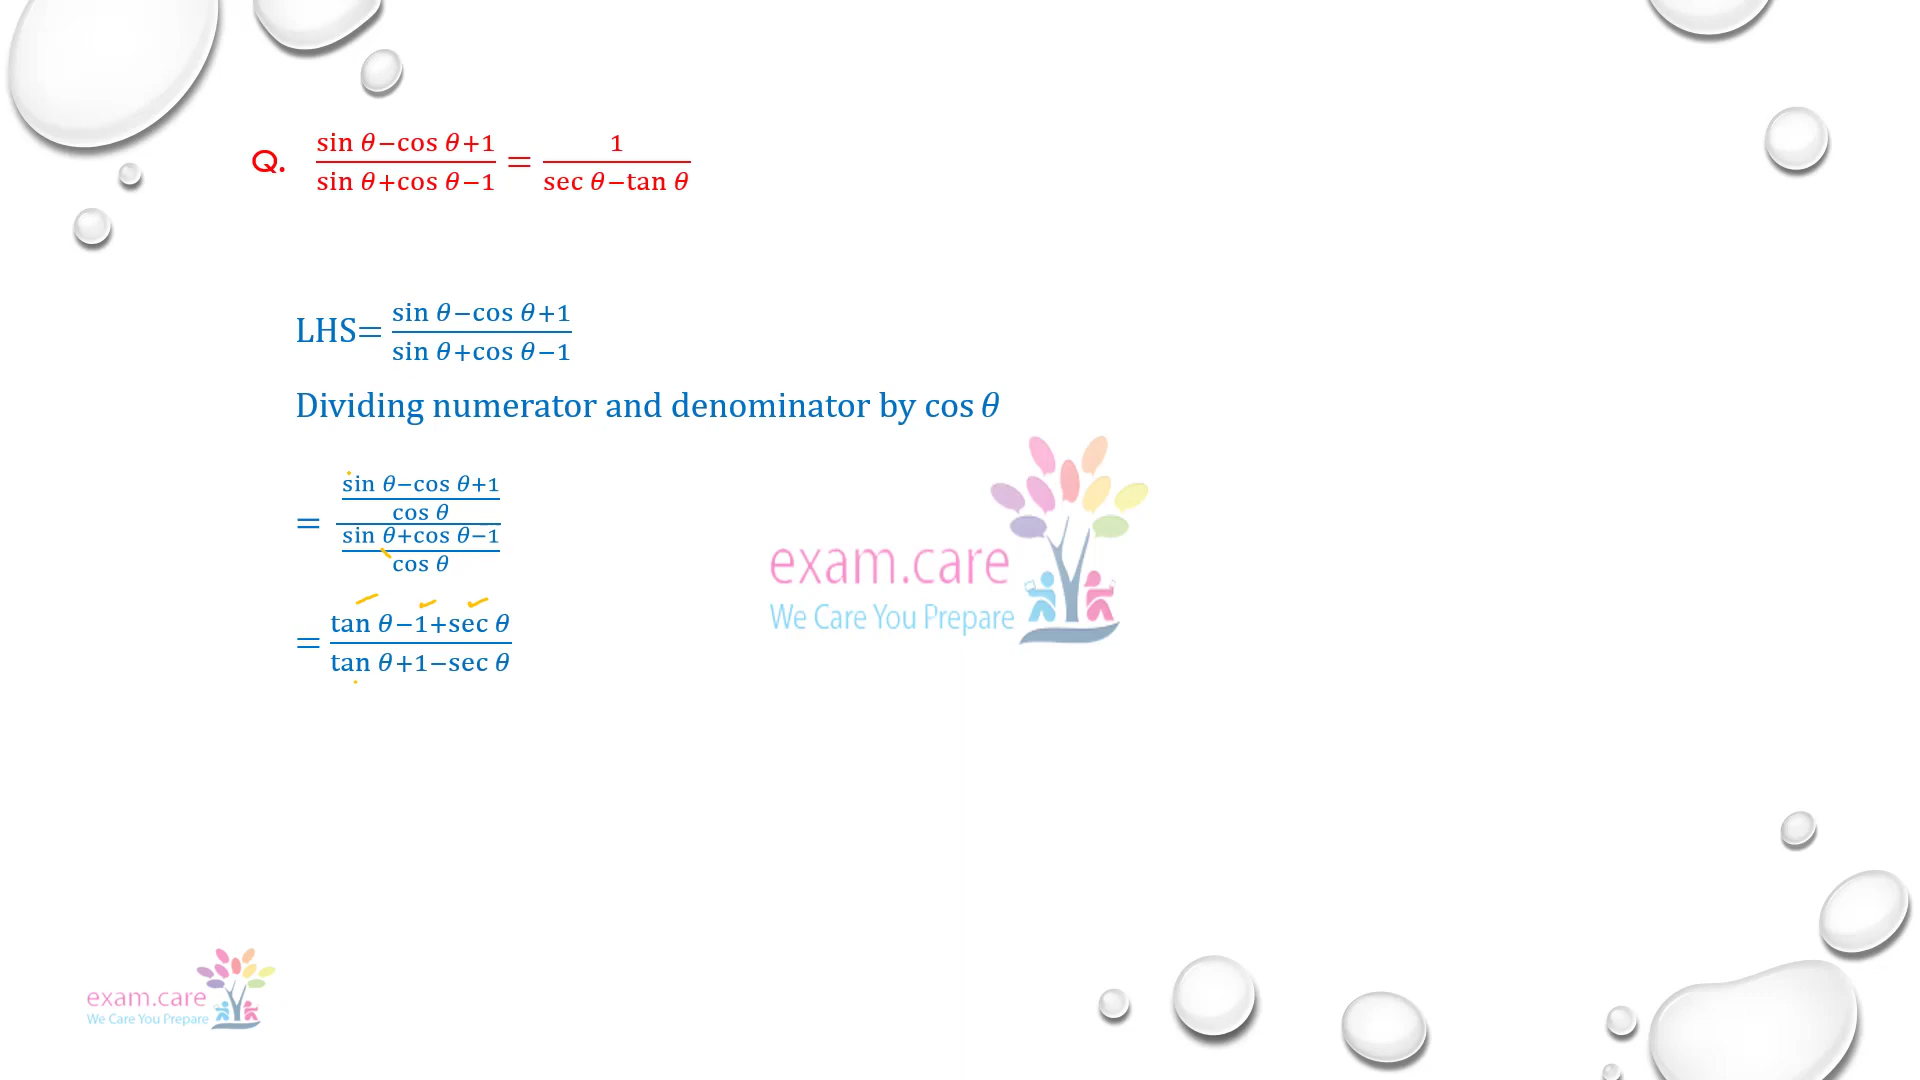 Q. (sin θ−cos θ+1)/(sin θ+cos θ−1) = 1/(sec θ−tan θ)
LHS= (sin θ−cos θ+1)/(sin θ+cos θ−1)
Dividing numerator and denominator by cos θ
= ((sin θ−cos θ+1)/(cos θ))/((sin θ+cos θ−1)/(cos θ))
= (tan θ−1+sec θ)/(tan θ+1−sec θ)
exam.care
We Care You Prepare
exam.care
We Care You Prepare